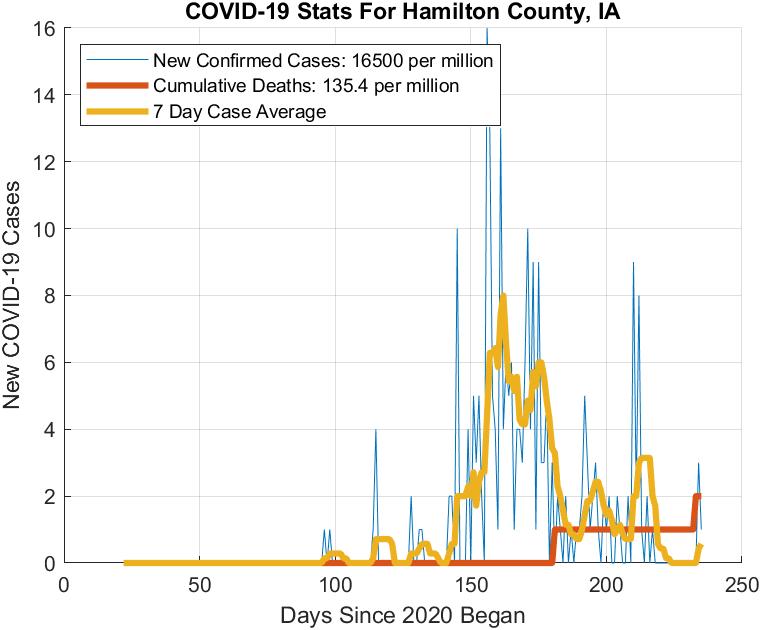 COVID-19 Stats For Hamilton County, IA
New Confirmed Cases: 16500 per million
Cumulative Deaths: 135.4 per million
7 Day Case Average
New COVID-19 Cases
16
14
12
10
8
6
4
2
0
0 50 100 150 200 250
Days Since 2020 Began